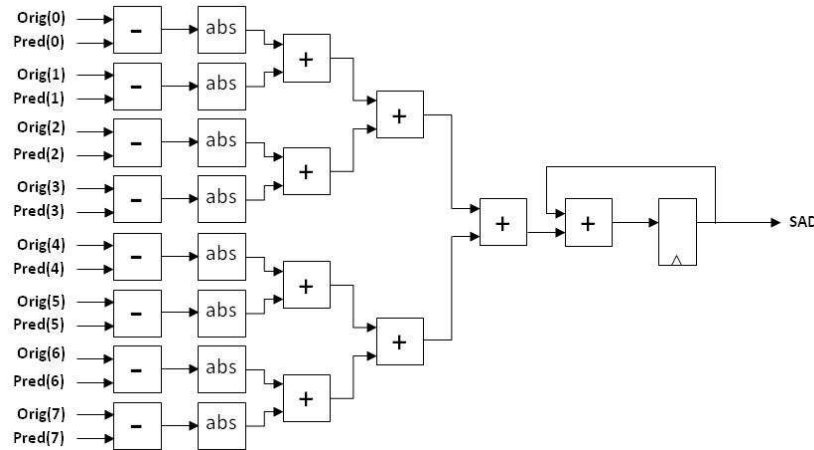 Orig(0)
Pred(0)
-
abs
Orig(1)
Pred(1)
-
abs
+
+
Orig(2)
Pred(2)
-
abs
+
Orig(3)
Pred(3)
-
abs
+
+
SAD
Orig(4)
Pred(4)
-
abs
+
Orig(5)
Pred(5)
-
abs
+
Orig(6)
Pred(6)
-
abs
+
Orig(7)
Pred(7)
-
abs